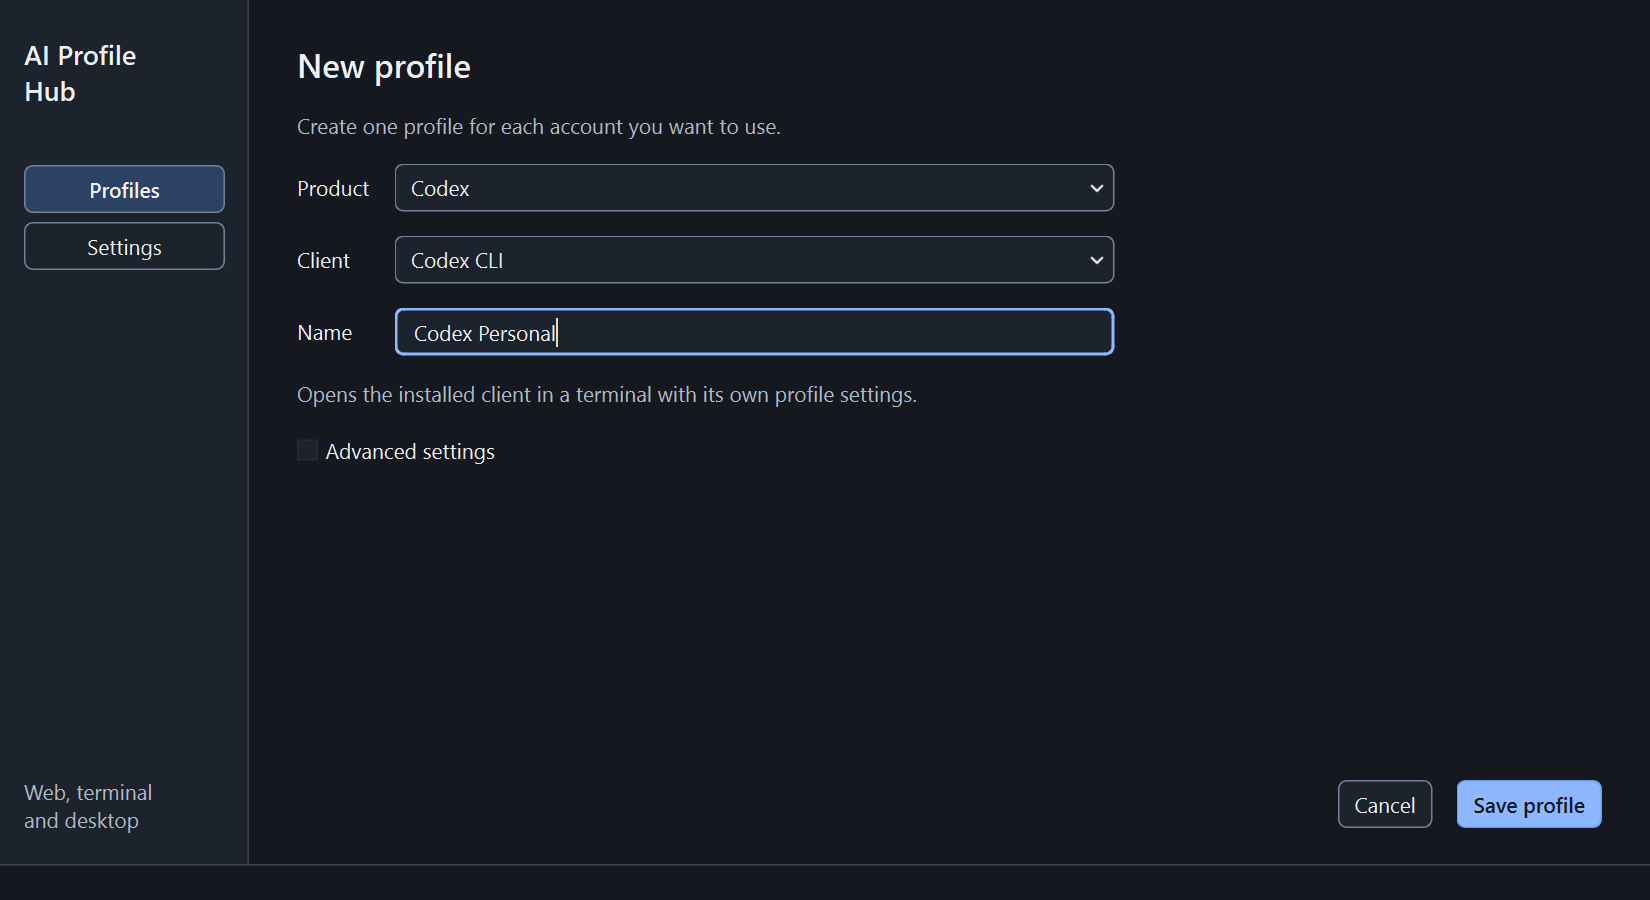 AI Profile
Hub
Profiles
Settings
Web, terminal
and desktop
New profile
Create one profile for each account you want to use.
Product
Codex
Client
Codex CLI
Name
Codex Personal
Opens the installed client in a terminal with its own profile settings.
Advanced settings
Cancel
Save profile